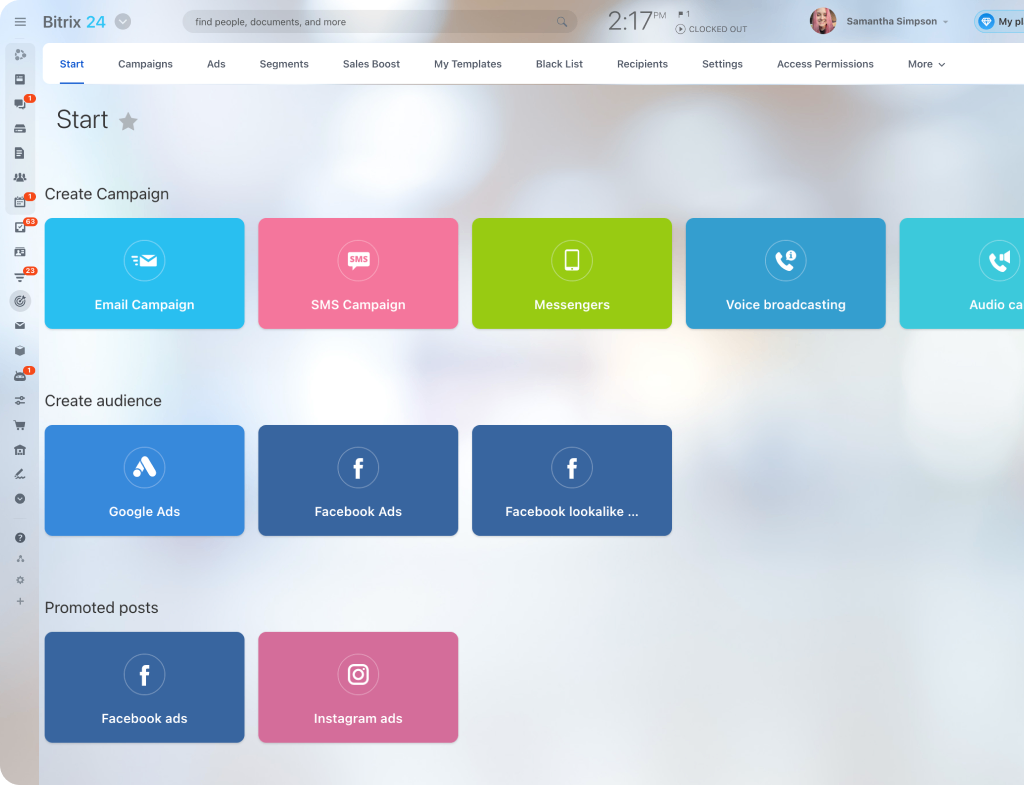 Bitrix 24
find people, documents, and more
2:17 PM
1
CLOCKED OUT
Samantha Simpson
My pl
Start
Campaigns
Ads
Segments
Sales Boost
My Templates
Black List
Recipients
Settings
Access Permissions
More
1
1
63
23
1
Start
Create Campaign
Email Campaign
SMS
SMS Campaign
Messengers
Voice broadcasting
Audio ca
Create audience
Google Ads
Facebook Ads
Facebook lookalike ...
Promoted posts
Facebook ads
Instagram ads